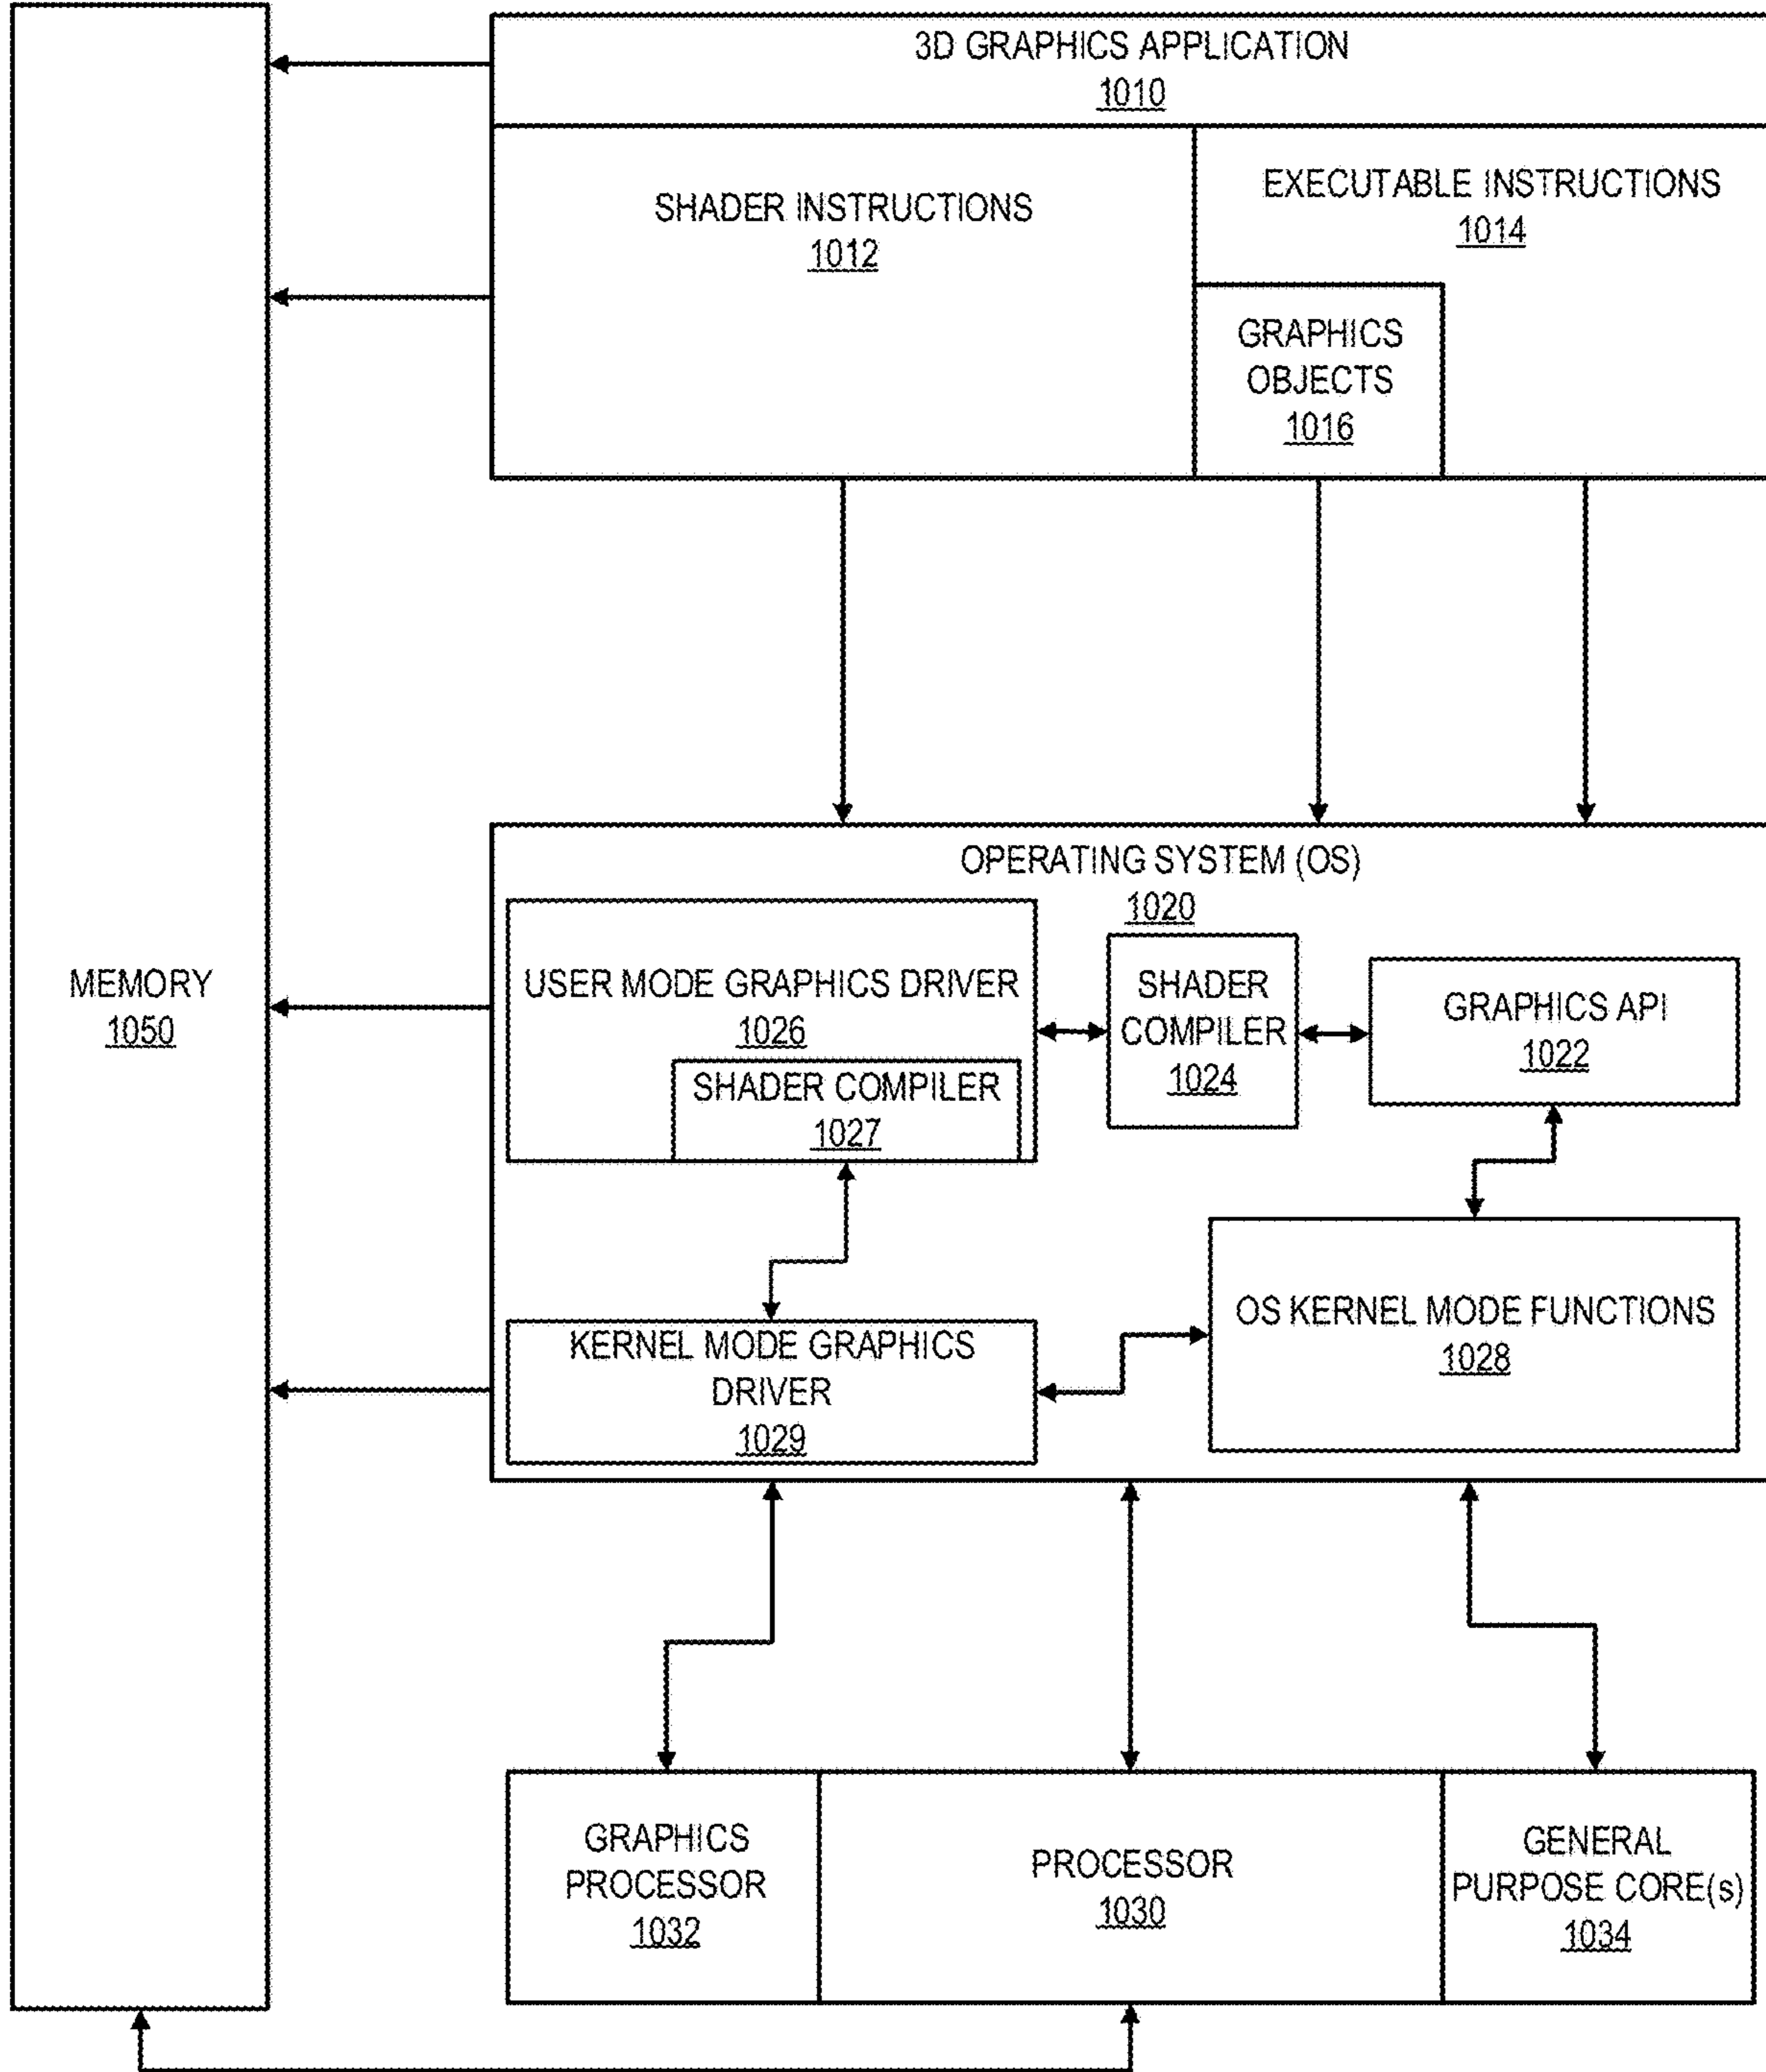 3D GRAPHICS APPLICATION
1010
SHADER INSTRUCTIONS
1012
EXECUTABLE INSTRUCTIONS
1014
GRAPHICS
OBJECTS
1016
MEMORY
1050
OPERATING SYSTEM (OS)
1020
USER MODE GRAPHICS DRIVER
1026
SHADER COMPILER
1027
SHADER
COMPILER
1024
GRAPHICS API
1022
KERNEL MODE GRAPHICS
DRIVER
1029
OS KERNEL MODE FUNCTIONS
1028
GRAPHICS
PROCESSOR
1032
PROCESSOR
1030
GENERAL
PURPOSE CORE(s)
1034